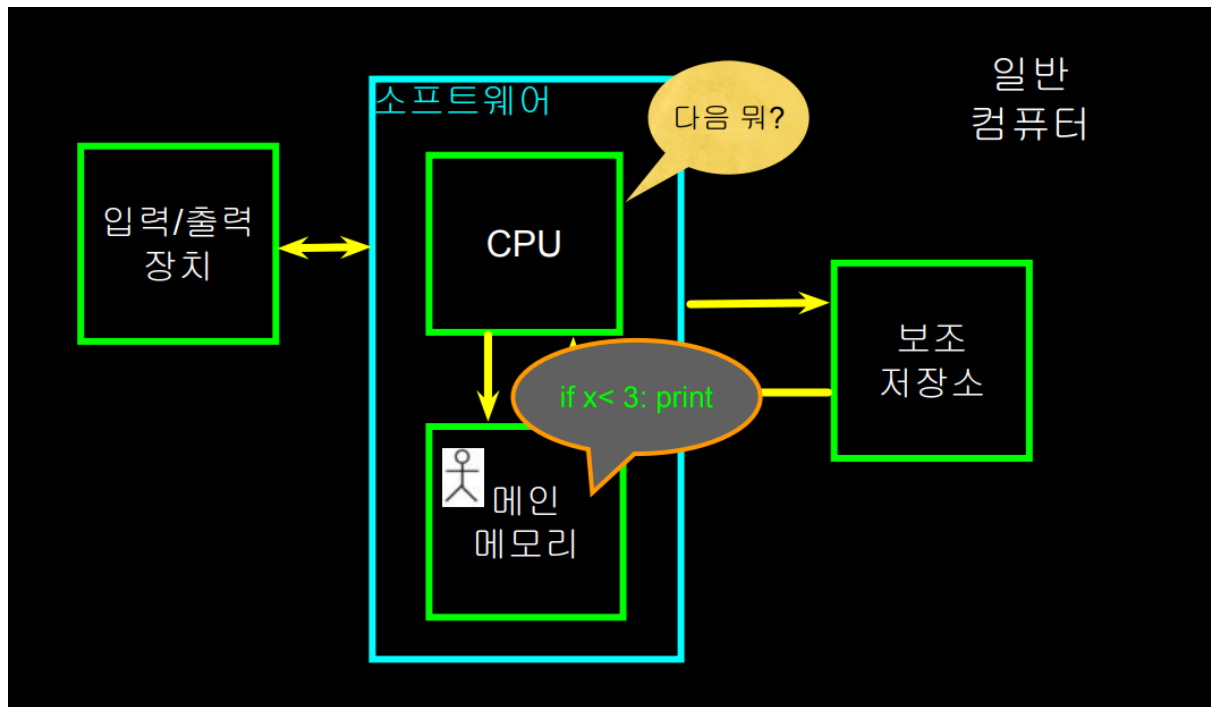 일반
컴퓨터
소프트웨어
다음 뭐?
입력/출력
장치
CPU
보조
저장소
if x< 3: print
메인
메모리